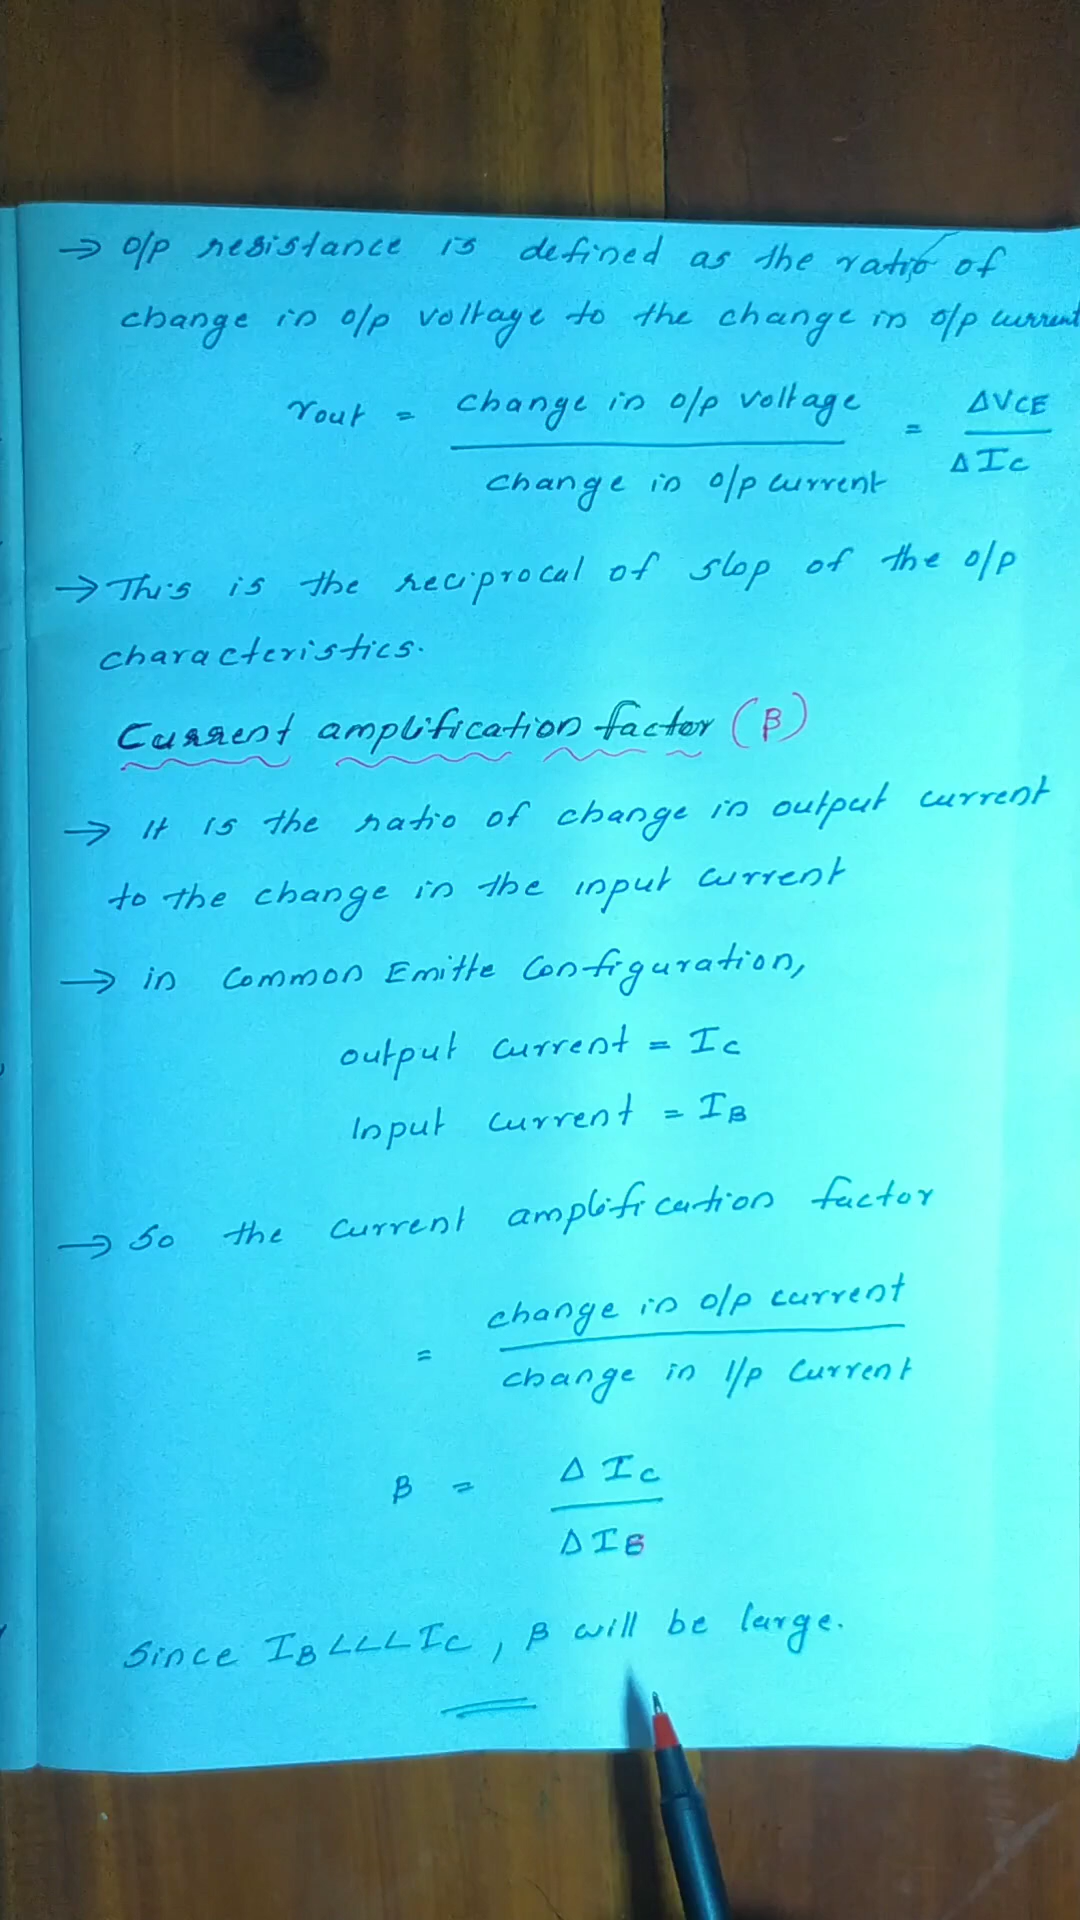 → o/p resistance is defined as the ratio of
change in o/p voltage to the change in o/p current
rout = change in o/p voltage / change in o/p current = ΔVCE / ΔIC
→ This is the reciprocal of slop of the o/p
characteristics.
Current amplification factor (β)
→ It is the ratio of change in output current
to the change in the input current
→ in Common Emitte Configuration,
output current = IC
Input current = IB
→ So the current amplification factor
= change in o/p current / change in I/p current
β = ΔIC / ΔIB
Since IB <<< IC, β will be large.